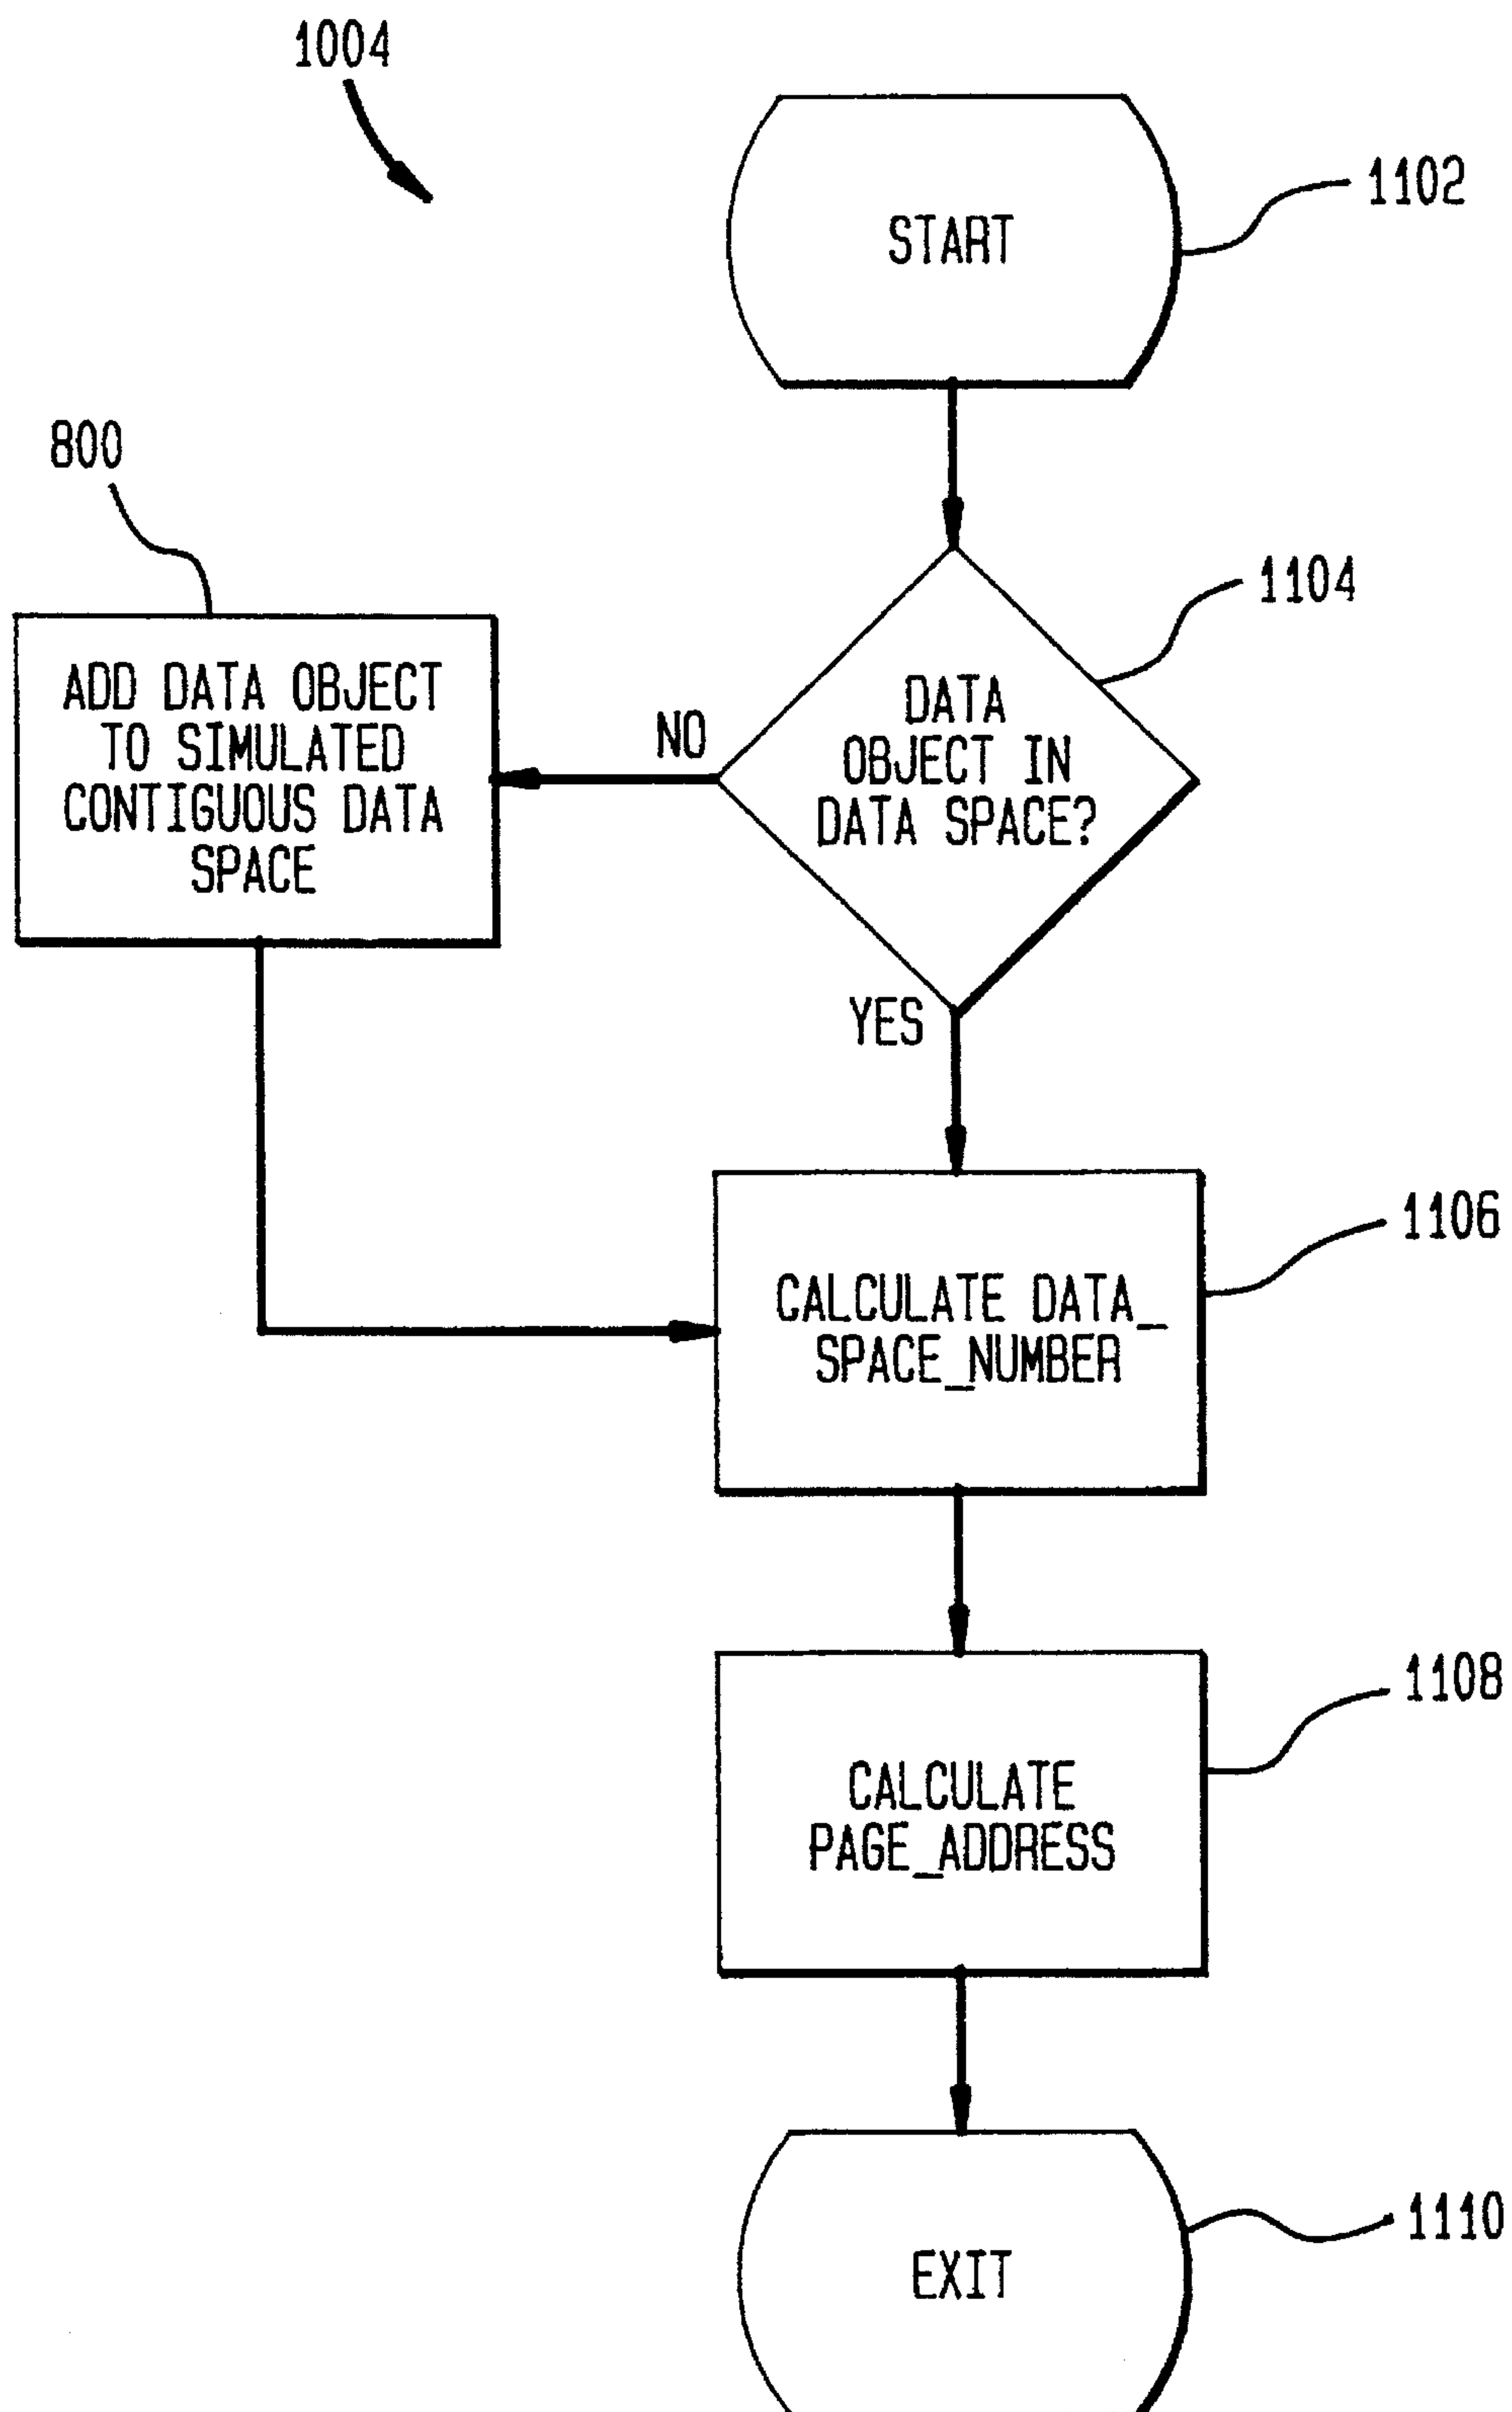 1004
START
1102
800
1104
ADD DATA OBJECT
TO SIMULATED
CONTIGUOUS DATA
SPACE
NO
DATA
OBJECT IN
DATA SPACE?
YES
1106
CALCULATE DATA_
SPACE_NUMBER
1108
CALCULATE
PAGE_ADDRESS
1110
EXIT